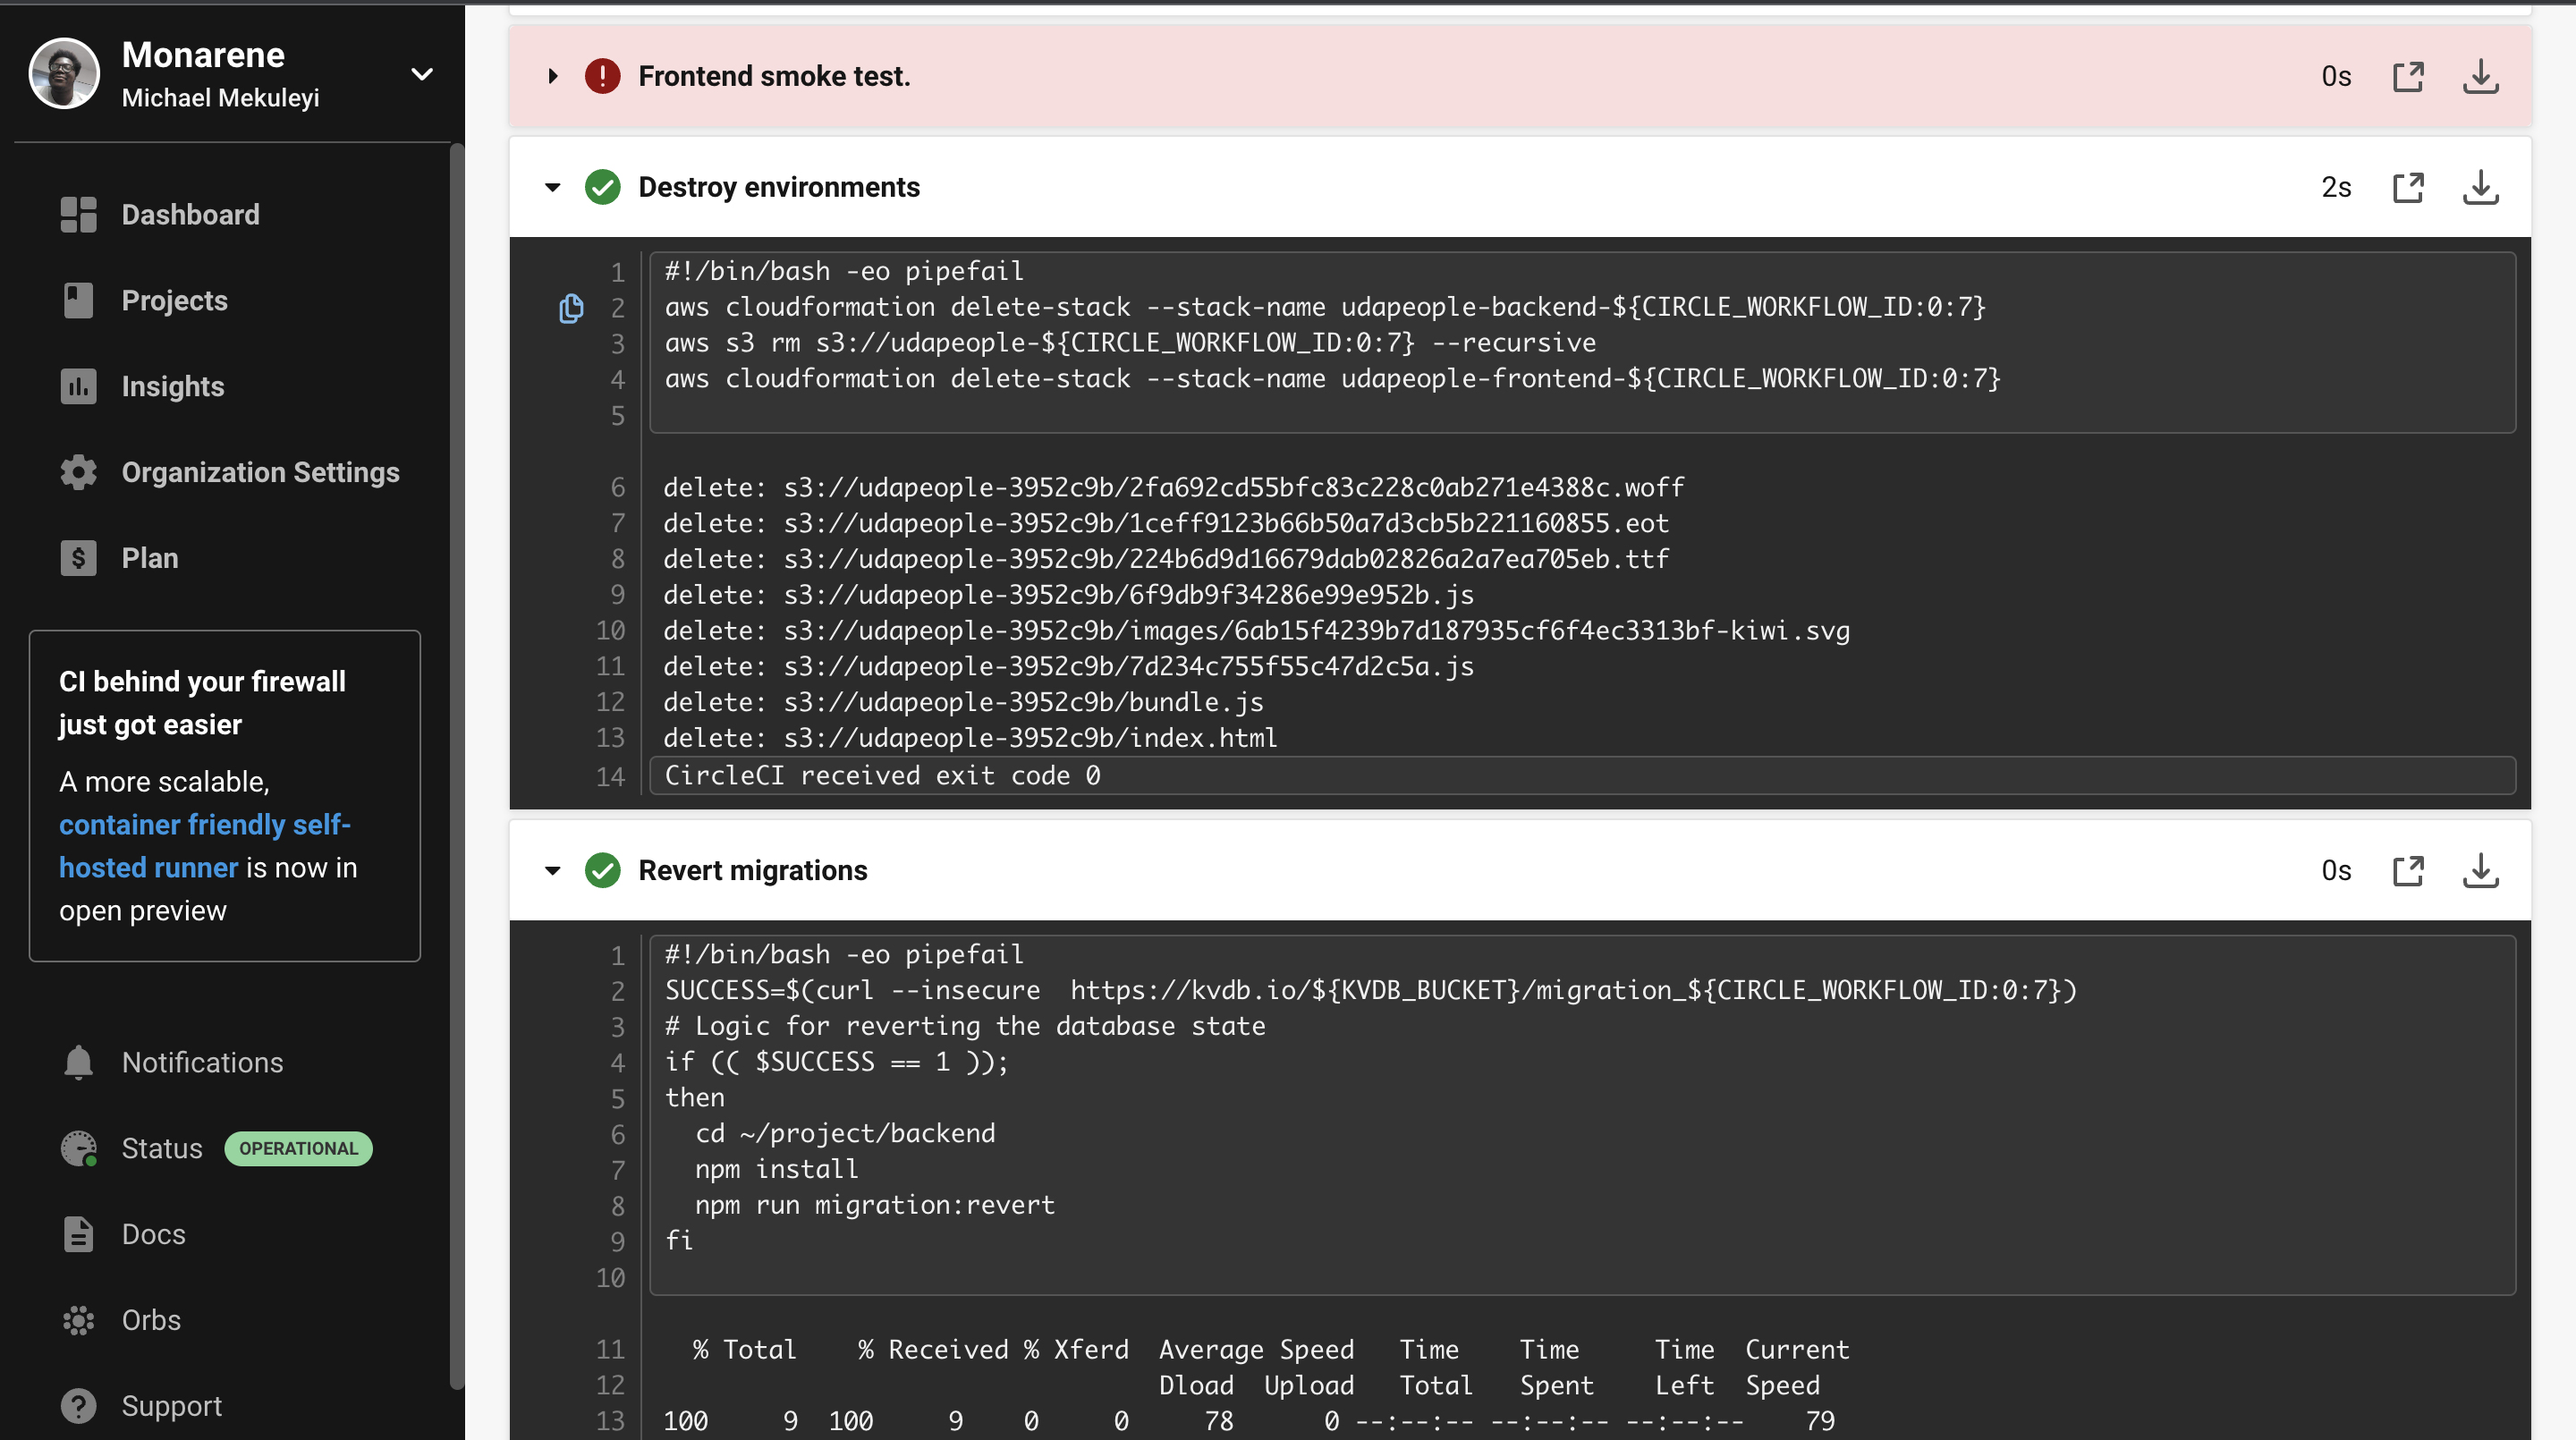 Monarene
Michael Mekuleyi
Dashboard
Projects
Insights
Organization Settings
$ Plan
CI behind your firewall
just got easier
A more scalable,
container friendly self-
hosted runner is now in
open preview
Notifications
Status OPERATIONAL
Docs
Orbs
? Support
! Frontend smoke test. 0s
Destroy environments 2s
1 #!/bin/bash -eo pipefail
2 aws cloudformation delete-stack --stack-name udapeople-backend-${CIRCLE_WORKFLOW_ID:0:7}
3 aws s3 rm s3://udapeople-${CIRCLE_WORKFLOW_ID:0:7} --recursive
4 aws cloudformation delete-stack --stack-name udapeople-frontend-${CIRCLE_WORKFLOW_ID:0:7}
5
6 delete: s3://udapeople-3952c9b/2fa692cd55bfc83c228c0ab271e4388c.woff
7 delete: s3://udapeople-3952c9b/1ceff9123b66b50a7d3cb5b221160855.eot
8 delete: s3://udapeople-3952c9b/224b6d9d16679dab02826a2a7ea705eb.ttf
9 delete: s3://udapeople-3952c9b/6f9db9f34286e99e952b.js
10 delete: s3://udapeople-3952c9b/images/6ab15f4239b7d187935cf6f4ec3313bf-kiwi.svg
11 delete: s3://udapeople-3952c9b/7d234c755f55c47d2c5a.js
12 delete: s3://udapeople-3952c9b/bundle.js
13 delete: s3://udapeople-3952c9b/index.html
14 CircleCI received exit code 0
Revert migrations 0s
1 #!/bin/bash -eo pipefail
2 SUCCESS=$(curl --insecure  https://kvdb.io/${KVDB_BUCKET}/migration_${CIRCLE_WORKFLOW_ID:0:7})
3 # Logic for reverting the database state
4 if (( $SUCCESS == 1 ));
5 then
6   cd ~/project/backend
7   npm install
8   npm run migration:revert
9 fi
10
11   % Total    % Received % Xferd  Average Speed   Time    Time     Time  Current
12                                  Dload  Upload   Total   Spent    Left  Speed
13 100     9  100     9    0     0     78      0 --:--:-- --:--:-- --:--:--    79